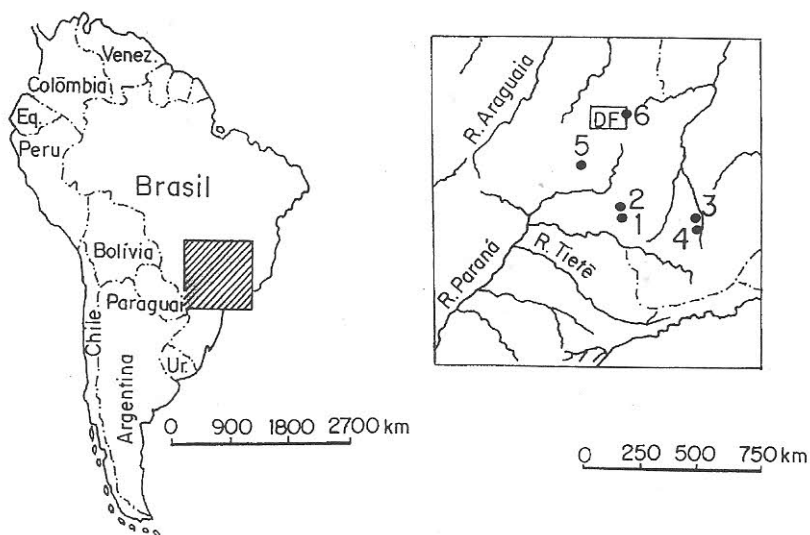 Venez.
Colômbia
Eq.
Peru
Brasil
Bolívia
Paraguai
Chile
Argentina
Ur.
0 900 1800 2700 km
R. Araguaia
DF
6
5
2
1
3
4
R. Tietê
R. Paraná
0 250 500 750 km